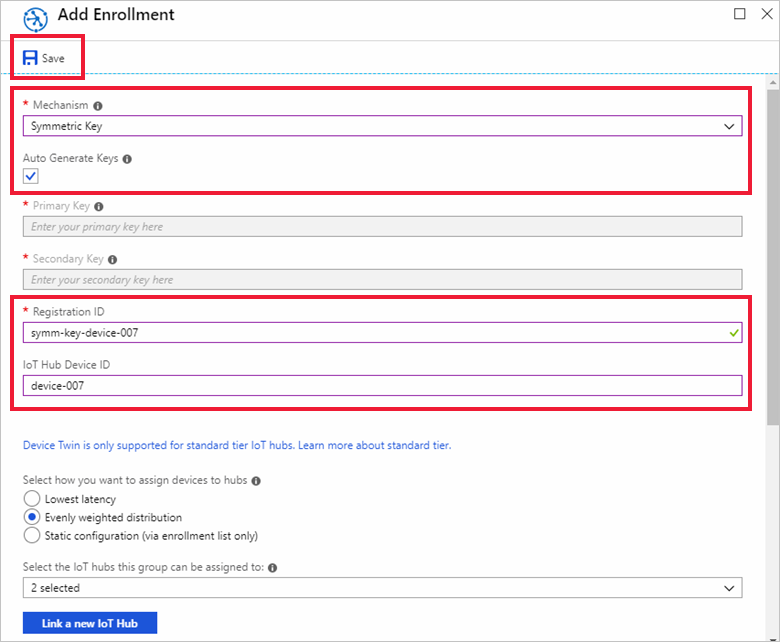 Add Enrollment
Save
* Mechanism
Symmetric Key
Auto Generate Keys
* Primary Key
Enter your primary key here
* Secondary Key
Enter your secondary key here
* Registration ID
symm-key-device-007
IoT Hub Device ID
device-007
Device Twin is only supported for standard tier IoT hubs. Learn more about standard tier.
Select how you want to assign devices to hubs
Lowest latency
Evenly weighted distribution
Static configuration (via enrollment list only)
Select the IoT hubs this group can be assigned to:
2 selected
Link a new IoT Hub